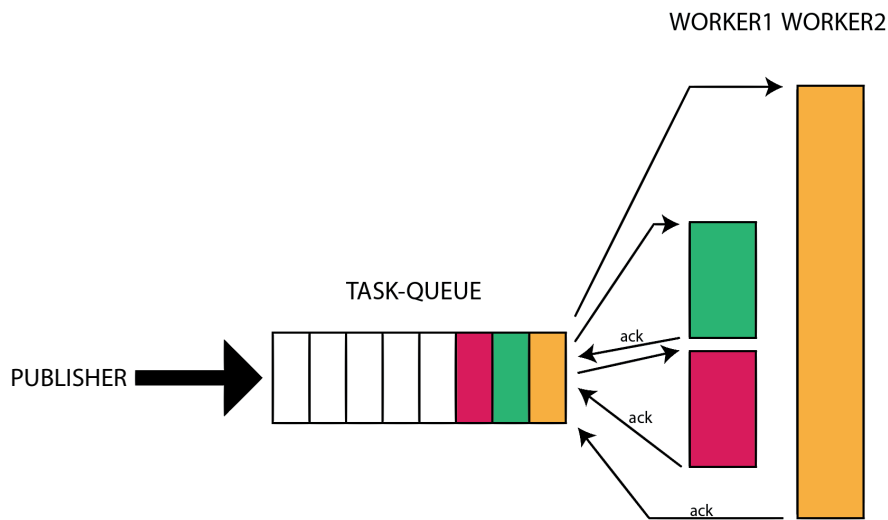 WORKER1 WORKER2
TASK-QUEUE
ack
PUBLISHER
ack
ack